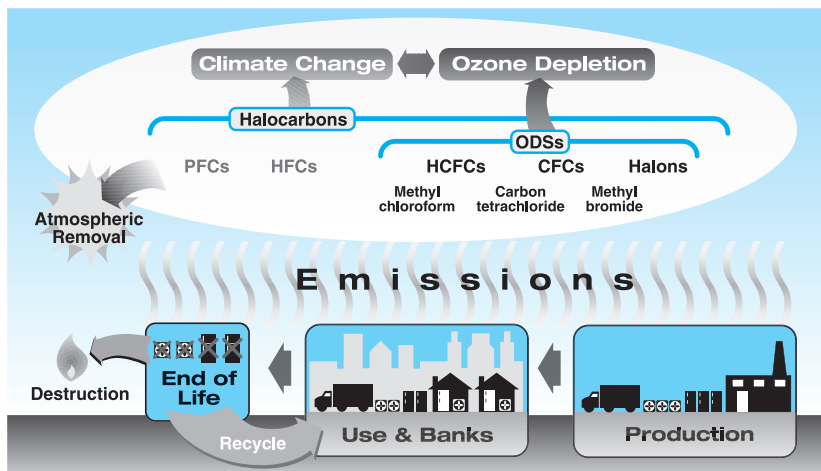 Climate Change
Ozone Depletion
Halocarbons
ODSs
PFCs
HFCs
HCFCs
CFCs
Halons
Methyl
chloroform
Carbon
tetrachloride
Methyl
bromide
Atmospheric
Removal
Emissions
Destruction
End of
Life
Recycle
Use & Banks
Production